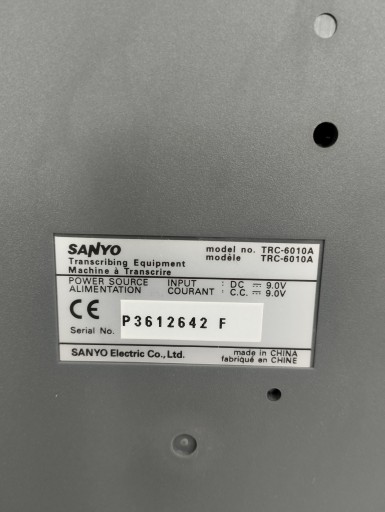 SANYO model no. TRC-6010A
Transcribing Equipment modèle TRC-6010A
Machine à Transcrire
POWER SOURCE INPUT : DC ⎓ 9.0V
ALIMENTATION COURANT : C.C. ⎓ 9.0V
CE
Serial No. P3612642 F
SANYO Electric Co., Ltd. made in CHINA
fabriqué en CHINE